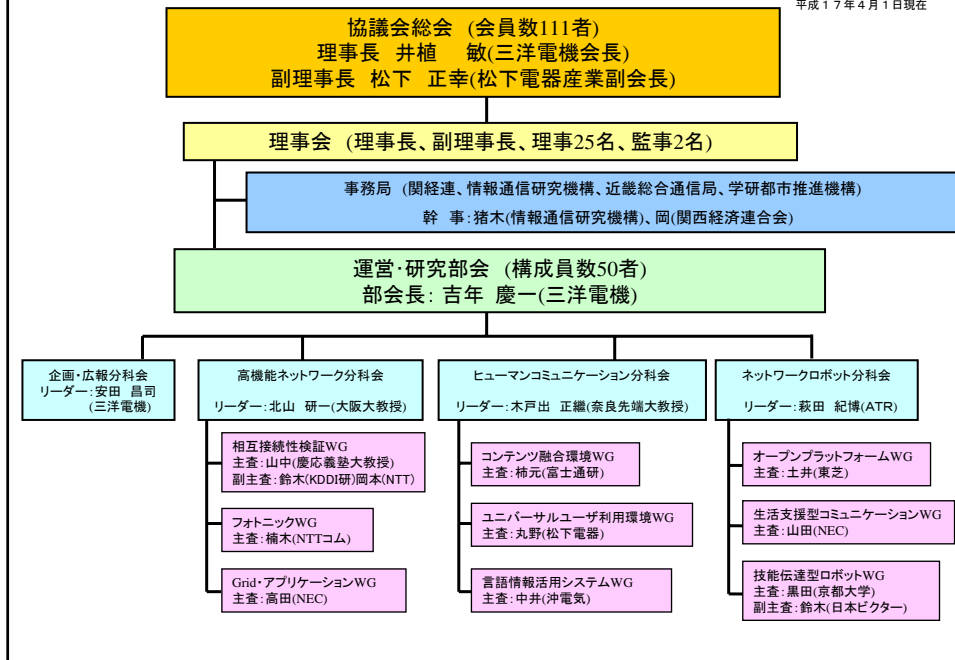 平成17年4月1日現在
協議会総会 (会員数111者)
理事長 井植 敏(三洋電機会長)
副理事長 松下 正幸(松下電器産業副会長)
理事会 (理事長、副理事長、理事25名、監事2名)
事務局 (関経連、情報通信研究機構、近畿総合通信局、学研都市推進機構)
幹 事:猪木(情報通信研究機構)、岡(関西経済連合会)
運営・研究部会 (構成員数50者)
部会長: 吉年 慶一(三洋電機)
企画・広報分科会
リーダー:安田 昌司
(三洋電機)
高機能ネットワーク分科会
リーダー:北山 研一(大阪大教授)
相互接続性検証WG
主査:山中(慶応義塾大教授)
副主査:鈴木(KDDI研)岡本(NTT)
フォトニックWG
主査:楠木(NTTコム)
Grid・アプリケーションWG
主査:高田(NEC)
ヒューマンコミュニケーション分科会
リーダー:木戸出 正繼(奈良先端大教授)
コンテンツ融合環境WG
主査:柿元(富士通研)
ユニバーサルユーザ利用環境WG
主査:丸野(松下電器)
言語情報活用システムWG
主査:中井(沖電気)
ネットワークロボット分科会
リーダー:萩田 紀博(ATR)
オープンプラットフォームWG
主査:土井(東芝)
生活支援型コミュニケーションWG
主査:山田(NEC)
技能伝達型ロボットWG
主査:黒田(京都大学)
副主査:鈴木(日本ビクター)